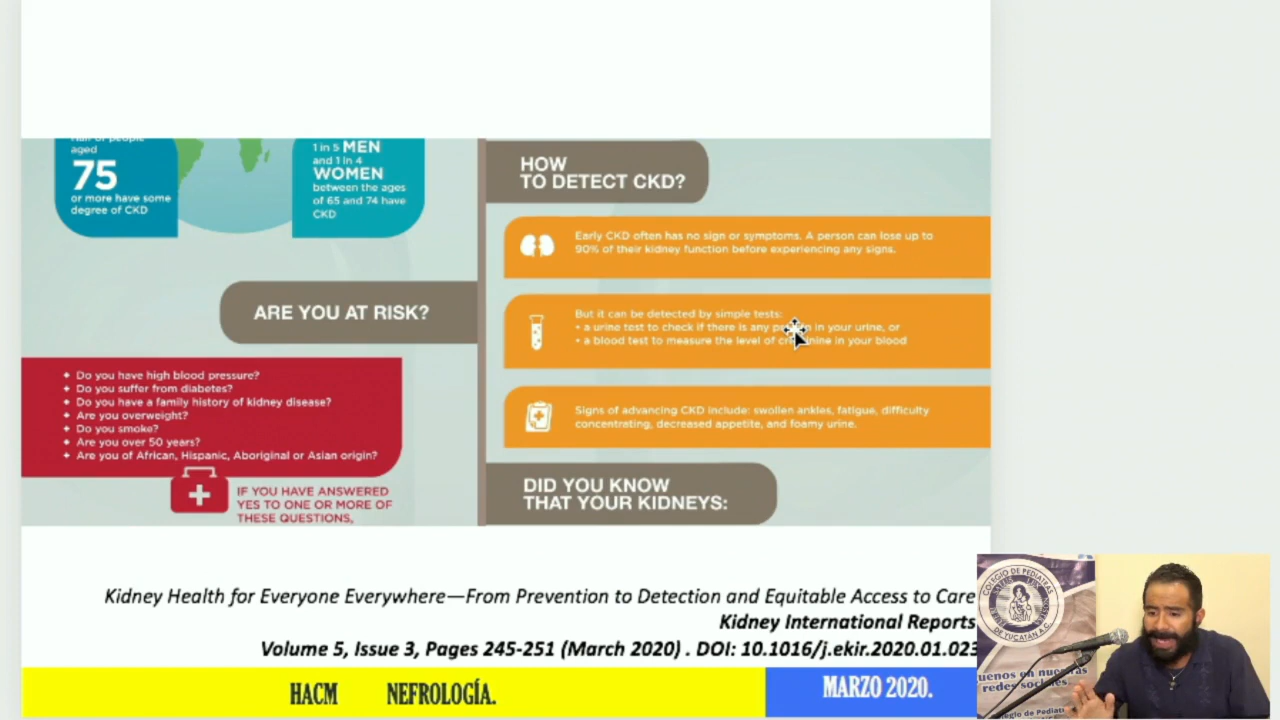 aged
75
or more have some
degree of CKD
1 in 5 MEN
and 1 in 4
WOMEN
between the ages
of 65 and 74 have
CKD
ARE YOU AT RISK?
Do you have high blood pressure?
Do you suffer from diabetes?
Do you have a family history of kidney disease?
Are you overweight?
Do you smoke?
Are you over 50 years?
Are you of African, Hispanic, Aboriginal or Asian origin?
IF YOU HAVE ANSWERED
YES TO ONE OR MORE OF
THESE QUESTIONS,
HOW
TO DETECT CKD?
Early CKD often has no sign or symptoms. A person can lose up to
90% of their kidney function before experiencing any signs.
But it can be detected by simple tests:
• a urine test to check if there is any in your urine, or
• a blood test to measure the level of in your blood
Signs of advancing CKD include: swollen ankles, fatigue, difficulty
concentrating, decreased appetite, and foamy urine.
DID YOU KNOW
THAT YOUR KIDNEYS:
Kidney Health for Everyone Everywhere—From Prevention to Detection and Equitable Access to Care
Kidney International Reports
Volume 5, Issue 3, Pages 245-251 (March 2020) . DOI: 10.1016/j.ekir.2020.01.023
HACM NEFROLOGÍA.
MARZO 2020.
COLEGIO DE PEDIATRAS
DE YUCATAN A.C.
redes sociales